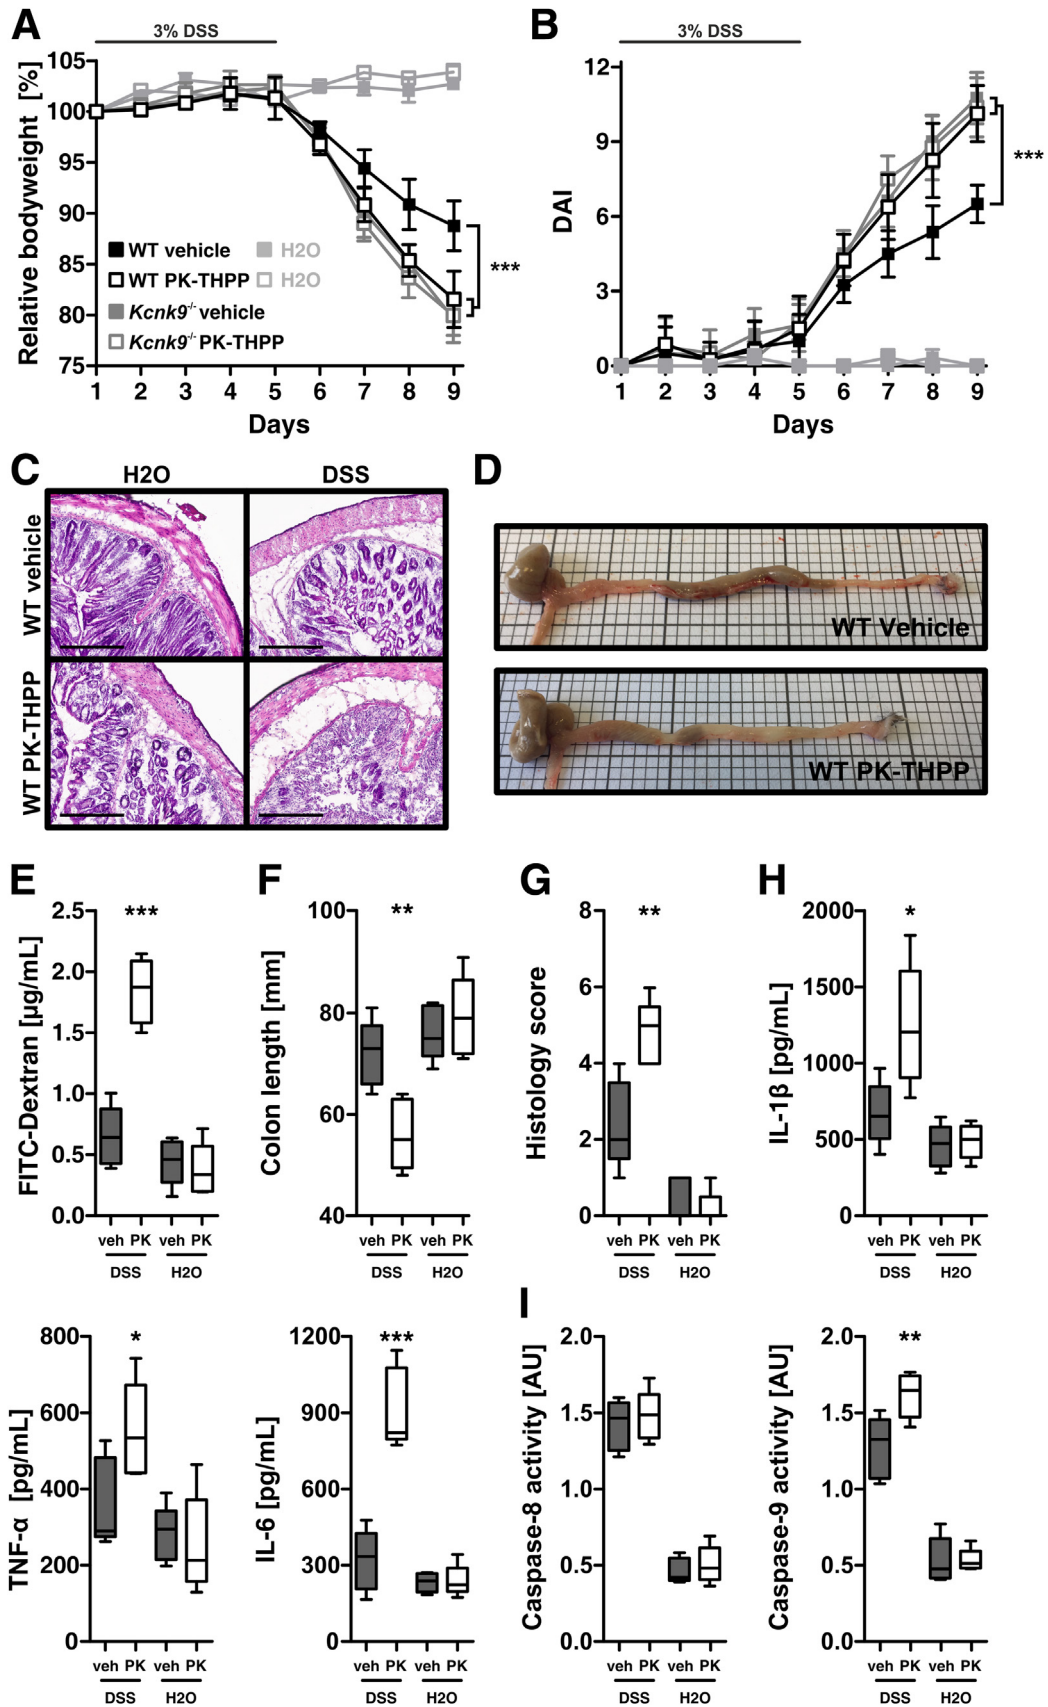 A
3% DSS
Relative bodyweight [%]
105
100
95
90
85
80
75
WT vehicle
H2O
WT PK-THPP
H2O
Kcnk9-/- vehicle
Kcnk9-/- PK-THPP
***
1 2 3 4 5 6 7 8 9
Days
B
3% DSS
DAI
12
9
6
3
0
***
1 2 3 4 5 6 7 8 9
Days
C
H2O
DSS
WT vehicle
WT PK-THPP
D
WT Vehicle
WT PK-THPP
E
FITC-Dextran [µg/mL]
2.5
2.0
1.5
1.0
0.5
0.0
***
veh PK veh PK
DSS H2O
F
Colon length [mm]
100
80
60
40
**
veh PK veh PK
DSS H2O
G
Histology score
8
6
4
2
0
**
veh PK veh PK
DSS H2O
H
IL-1β [pg/mL]
2000
1500
1000
500
0
*
veh PK veh PK
DSS H2O
TNF-α [pg/mL]
800
600
400
200
0
*
veh PK veh PK
DSS H2O
IL-6 [pg/mL]
1200
900
600
300
0
***
veh PK veh PK
DSS H2O
I
Caspase-8 activity [AU]
2.0
1.5
1.0
0.5
0.0
veh PK veh PK
DSS H2O
Caspase-9 activity [AU]
2.0
1.5
1.0
0.5
0.0
**
veh PK veh PK
DSS H2O